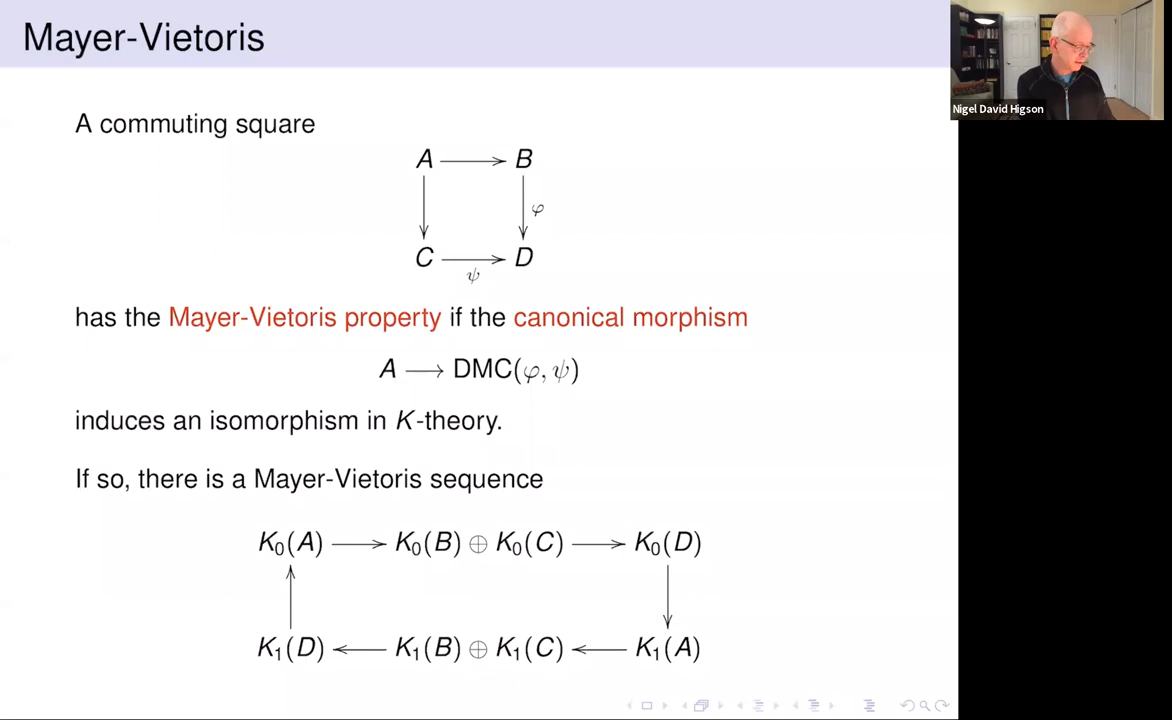 Mayer-Vietoris
Nigel David Higson
A commuting square
A ⟶ B
φ
C ⟶ D
ψ
has the Mayer-Vietoris property if the canonical morphism
A ⟶ DMC(φ, ψ)
induces an isomorphism in K-theory.
If so, there is a Mayer-Vietoris sequence
K₀(A) ⟶ K₀(B) ⊕ K₀(C) ⟶ K₀(D)
K₁(D) ⟵ K₁(B) ⊕ K₁(C) ⟵ K₁(A)